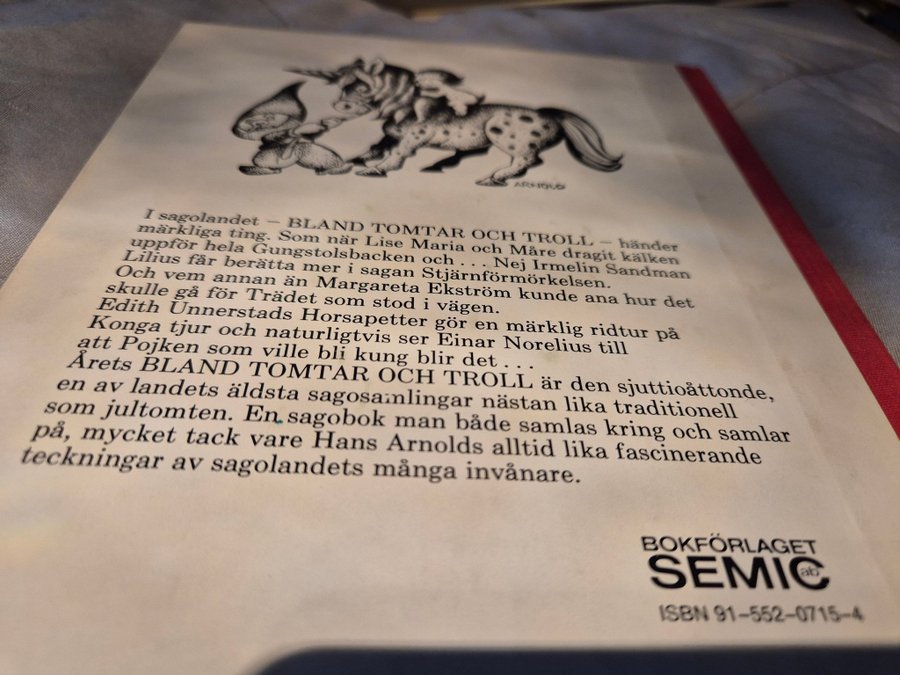 ARNOLD
I sagolandet – BLAND TOMTAR OCH TROLL – händer
märkliga ting. Som när Lise Maria och Måre dragit kälken
uppför hela Gungstolsbacken och . . . Nej Irmelin Sandman
Lilius får berätta mer i sagan Stjärnförmörkelsen.
Och vem annan än Margareta Ekström kunde ana hur det
skulle gå för Trädet som stod i vägen.
Edith Unnerstads Horsapetter gör en märklig ridtur på
Konga tjur och naturligtvis ser Einar Norelius till
att Pojken som ville bli kung blir det . . .
Årets BLAND TOMTAR OCH TROLL är den sjuttioåttonde,
en av landets äldsta sagosamlingar nästan lika traditionell
som jultomten. En sagobok man både samlas kring och samlar
på, mycket tack vare Hans Arnolds alltid lika fascinerande
teckningar av sagolandets många invånare.
BOKFÖRLAGET
SEMIC ab
ISBN 91-552-0715-4